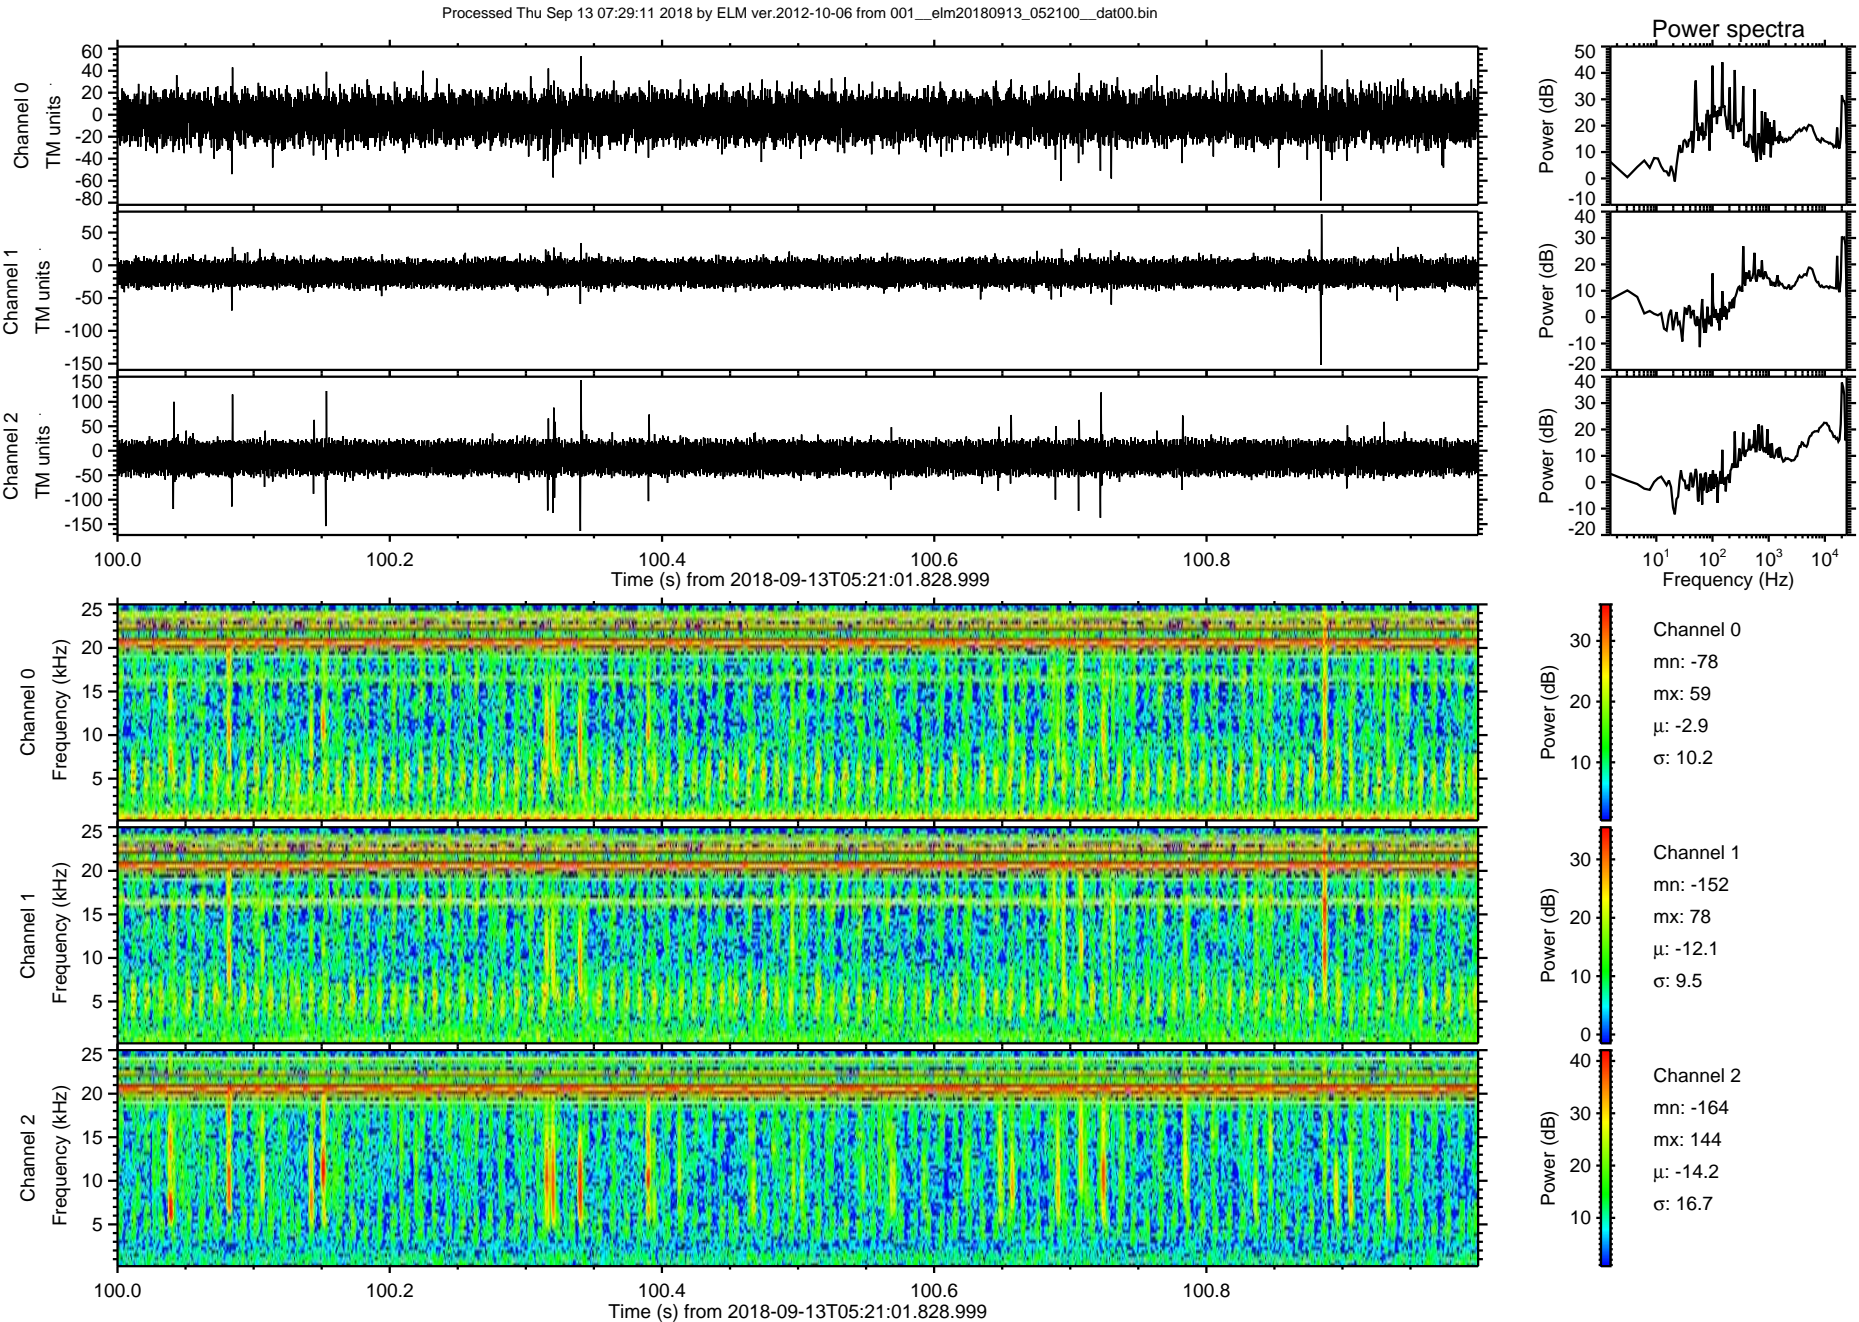 Processed Thu Sep 13 07:29:11 2018 by ELM ver.2012-10-06 from 001__elm20180913_052100__dat00.bin
Power spectra
Channel 0
TM units
60
40
20
0
-20
-40
-60
-80
Power (dB)
50
40
30
20
10
0
-10
Channel 1
TM units
50
0
-50
-100
-150
Power (dB)
40
30
20
10
0
-10
-20
Channel 2
TM units
150
100
50
0
-50
-100
-150
Power (dB)
40
30
20
10
0
-10
-20
100.0 100.2 100.4 100.6 100.8
Time (s) from 2018-09-13T05:21:01.828.999
10^1 10^2 10^3 10^4
Frequency (Hz)
Channel 0
Frequency (kHz)
25
20
15
10
5
Power (dB)
30
20
10
Channel 0
mn: -78
mx: 59
μ: -2.9
σ: 10.2
Channel 1
Frequency (kHz)
25
20
15
10
5
Power (dB)
30
20
10
0
Channel 1
mn: -152
mx: 78
μ: -12.1
σ: 9.5
Channel 2
Frequency (kHz)
25
20
15
10
5
Power (dB)
40
30
20
10
Channel 2
mn: -164
mx: 144
μ: -14.2
σ: 16.7
100.0 100.2 100.4 100.6 100.8
Time (s) from 2018-09-13T05:21:01.828.999